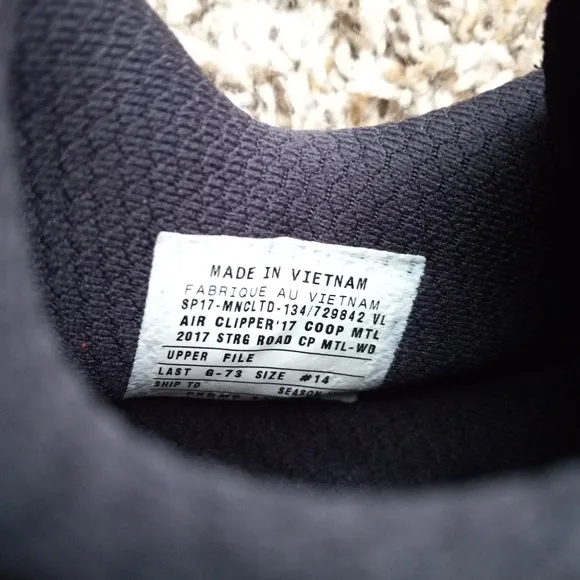 MADE IN VIETNAM
FABRIQUE AU VIETNAM
SP17-MNCLTD-134/729842 VL
AIR CLIPPER'17 COOP MTL
2017 STRG ROAD CP MTL-WD
UPPER FILE
LAST G-73 SIZE #14
SHIP TO SEASON